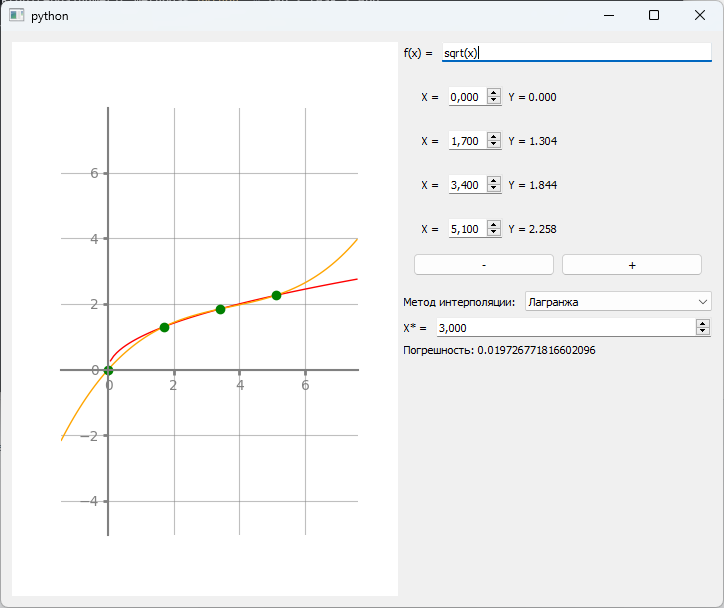 python
f(x) = sqrt(x)
X = 0,000 Y = 0.000
X = 1,700 Y = 1.304
X = 3,400 Y = 1.844
X = 5,100 Y = 2.258
- +
Метод интерполяции: Лагранжа
X* = 3,000
Погрешность: 0.019726771816602096
6
4
2
0
−2
−4
0 2 4 6